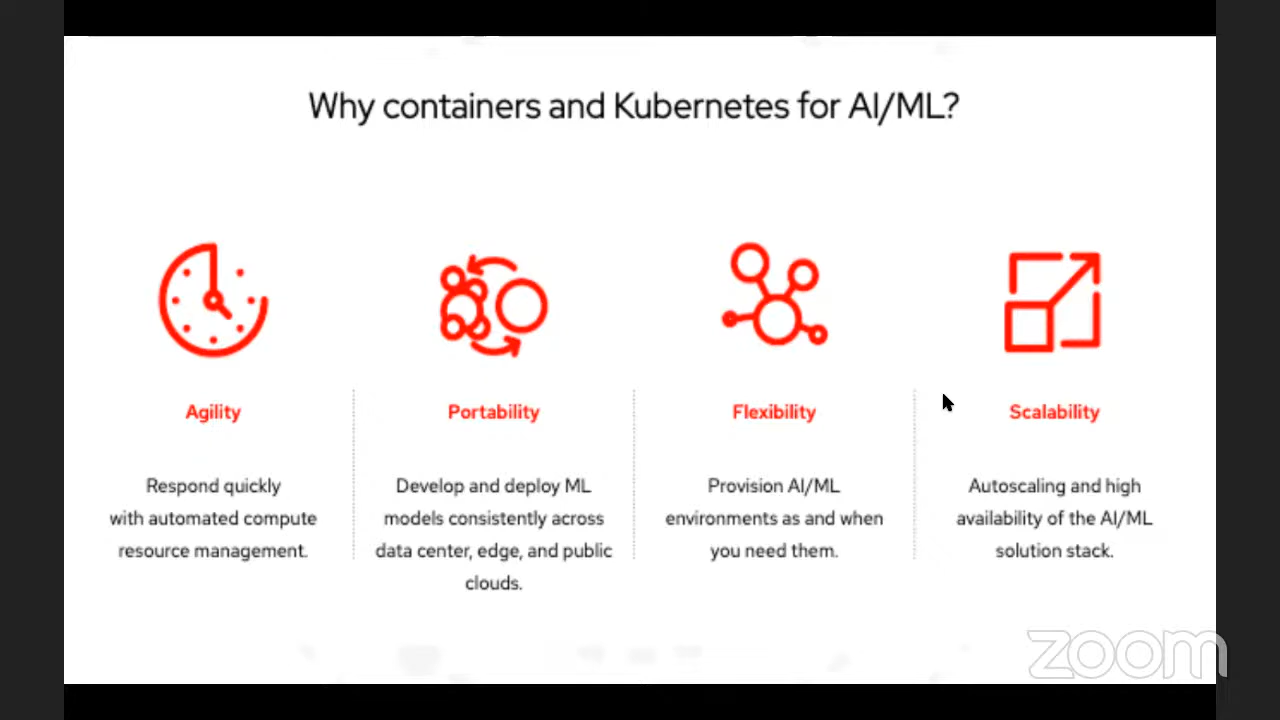 Why containers and Kubernetes for AI/ML?
Agility
Respond quickly
with automated compute
resource management.
Portability
Develop and deploy ML
models consistently across
data center, edge, and public
clouds.
Flexibility
Provision AI/ML
environments as and when
you need them.
Scalability
Autoscaling and high
availability of the AI/ML
solution stack.
zoom